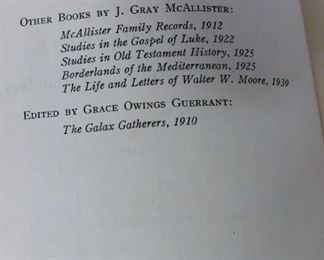 OTHER BOOKS BY J. GRAY MCALLISTER:
McAllister Family Records, 1912
Studies in the Gospel of Luke, 1922
Studies in Old Testament History, 1925
Borderlands of the Mediterranean, 1925
The Life and Letters of Walter W. Moore, 1939
EDITED BY GRACE OWINGS GUERRANT:
The Galax Gatherers, 1910